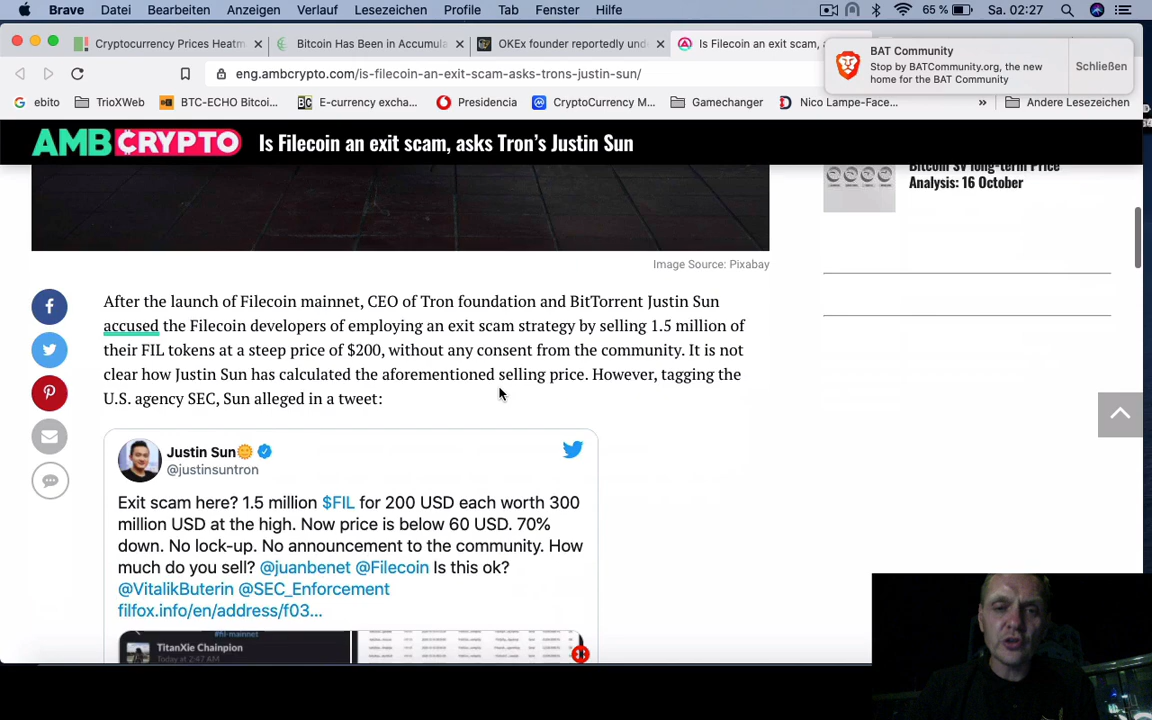 Brave Datei Bearbeiten Anzeigen Verlauf Lesezeichen Profile Tab Fenster Hilfe 65 % Sa. 02:27
Cryptocurrency Prices Heatm
Bitcoin Has Been in Accumula
OKEx founder reportedly und
Is Filecoin an exit scam,
BAT Community
Stop by BATCommunity.org, the new
home for the BAT Community
Schließen
eng.ambcrypto.com/is-filecoin-an-exit-scam-asks-trons-justin-sun/
ebito TrioXWeb BTC-ECHO Bitcoi... E-currency excha... Presidencia CryptoCurrency M... Gamechanger Nico Lampe-Face... » Andere Lesezeichen
AMBCRYPTO Is Filecoin an exit scam, asks Tron's Justin Sun
Bitcoin SV long-term Price
Analysis: 16 October
Image Source: Pixabay
After the launch of Filecoin mainnet, CEO of Tron foundation and BitTorrent Justin Sun
accused the Filecoin developers of employing an exit scam strategy by selling 1.5 million of
their FIL tokens at a steep price of $200, without any consent from the community. It is not
clear how Justin Sun has calculated the aforementioned selling price. However, tagging the
U.S. agency SEC, Sun alleged in a tweet:
Justin Sun
@justinsuntron
Exit scam here? 1.5 million $FIL for 200 USD each worth 300
million USD at the high. Now price is below 60 USD. 70%
down. No lock-up. No announcement to the community. How
much do you sell? @juanbenet @Filecoin Is this ok?
@VitalikButerin @SEC_Enforcement
filfox.info/en/address/f03...
#fil-mainnet
TitanXie Chainpion
Today at 2:47 AM